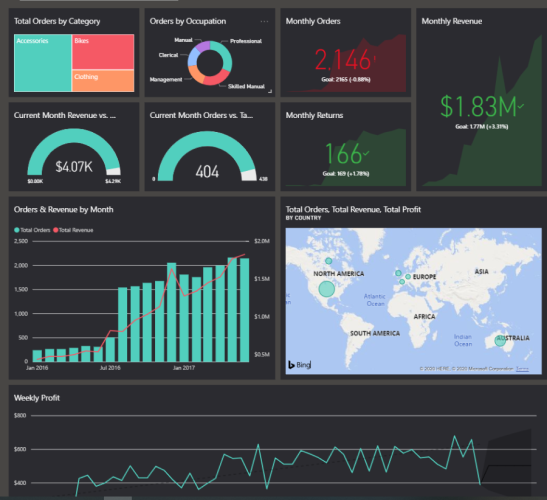 Total Orders by Category
Accessories
Bikes
Clothing
Orders by Occupation
...
Manual
Professional
Clerical
Management
Skilled Manual
Monthly Orders
2,146!
Goal: 2165 (-0.88%)
Monthly Revenue
$1.83M✓
Goal: 1.77M (+3.31%)
Current Month Revenue vs. ...
$4.07K
$0.00K
$4.29K
Current Month Orders vs. Ta...
404
0
438
Monthly Returns
166✓
Goal: 169 (+1.78%)
Orders & Revenue by Month
Total Orders
Total Revenue
2,500
2,000
1,500
1,000
500
0
$2.0M
$1.5M
$1.0M
$0.5M
Jan 2016
Jul 2016
Jan 2017
Total Orders, Total Revenue, Total Profit
BY COUNTRY
NORTH AMERICA
EUROPE
ASIA
Atlantic
Ocean
AFRICA
SOUTH AMERICA
Indian
Ocean
AUSTRALIA
Bing
© 2020 HERE, © 2020 Microsoft Corporation Terms
Weekly Profit
$800
$600
$400